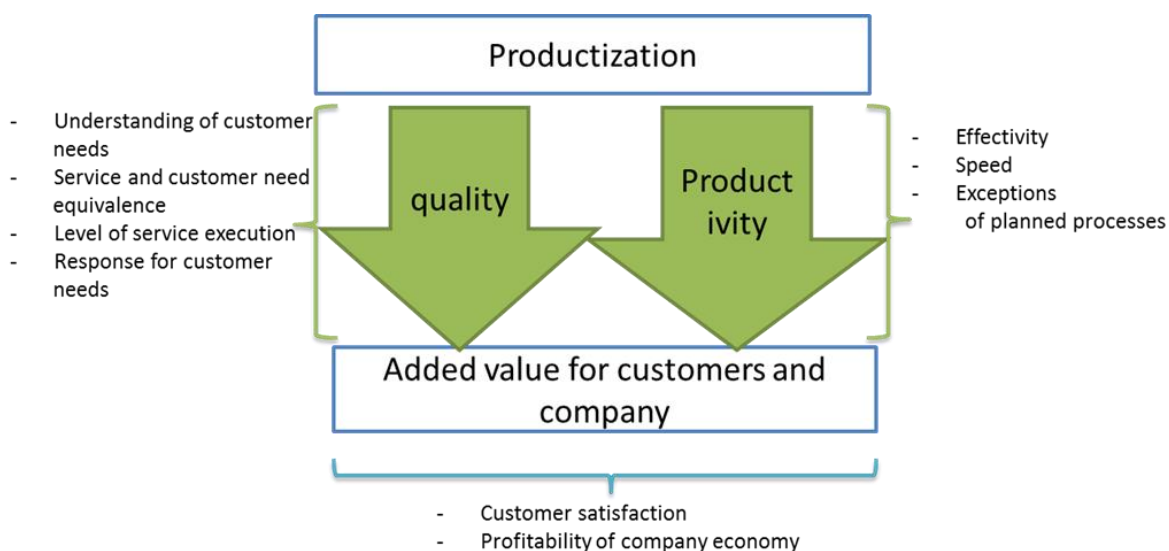 Productization
- Understanding of customer
needs
- Service and customer need
equivalence
- Level of service execution
- Response for customer
needs
quality
Product
ivity
- Effectivity
- Speed
- Exceptions
of planned processes
Added value for customers and
company
- Customer satisfaction
- Profitability of company economy